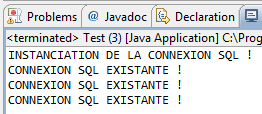 Problems @ Javadoc Declaration
<terminated> Test (3) [Java Application] C:\Prog
INSTANCIATION DE LA CONNEXION SQL !
CONNEXION SQL EXISTANTE !
CONNEXION SQL EXISTANTE !
CONNEXION SQL EXISTANTE !